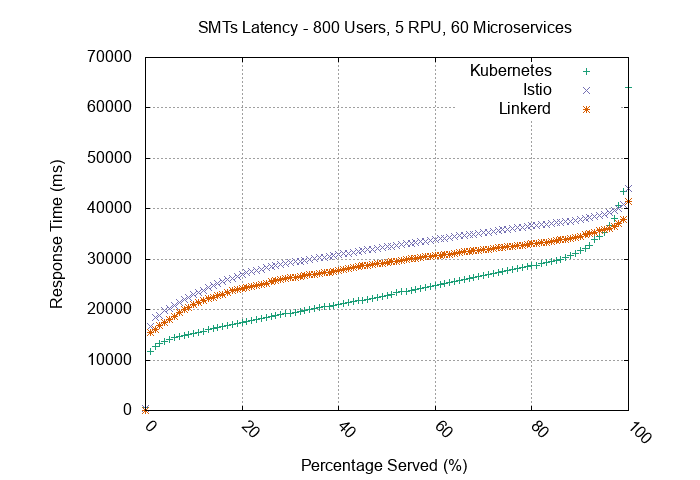 SMTs Latency - 800 Users, 5 RPU, 60 Microservices
70000
60000
50000
40000
30000
20000
10000
0
Response Time (ms)
Kubernetes
Istio
Linkerd
0
20
40
60
80
100
Percentage Served (%)